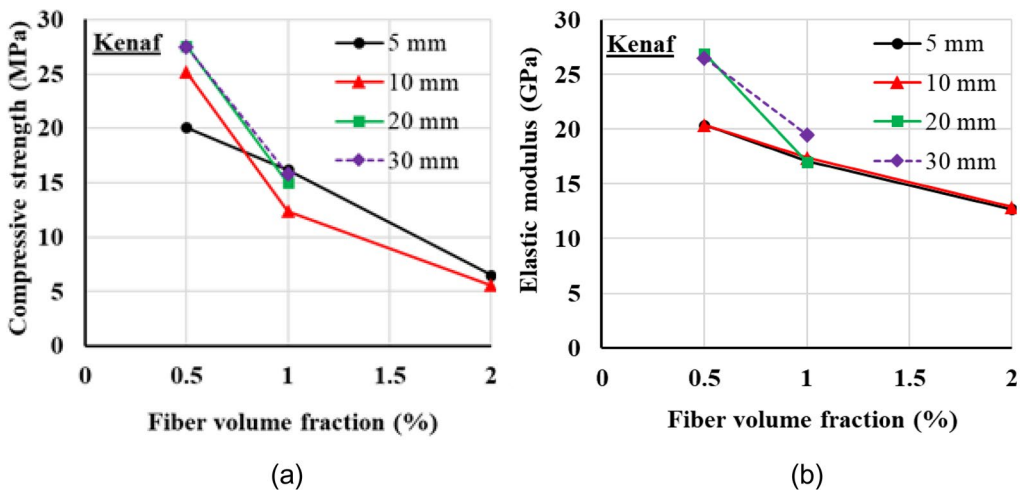 Compressive strength (MPa)
30
25
20
15
10
5
0
Kenaf
5 mm
10 mm
20 mm
30 mm
0
0.5
1
1.5
2
Fiber volume fraction (%)
(a)
Elastic modulus (GPa)
30
25
20
15
10
5
0
Kenaf
5 mm
10 mm
20 mm
30 mm
0
0.5
1
1.5
2
Fiber volume fraction (%)
(b)